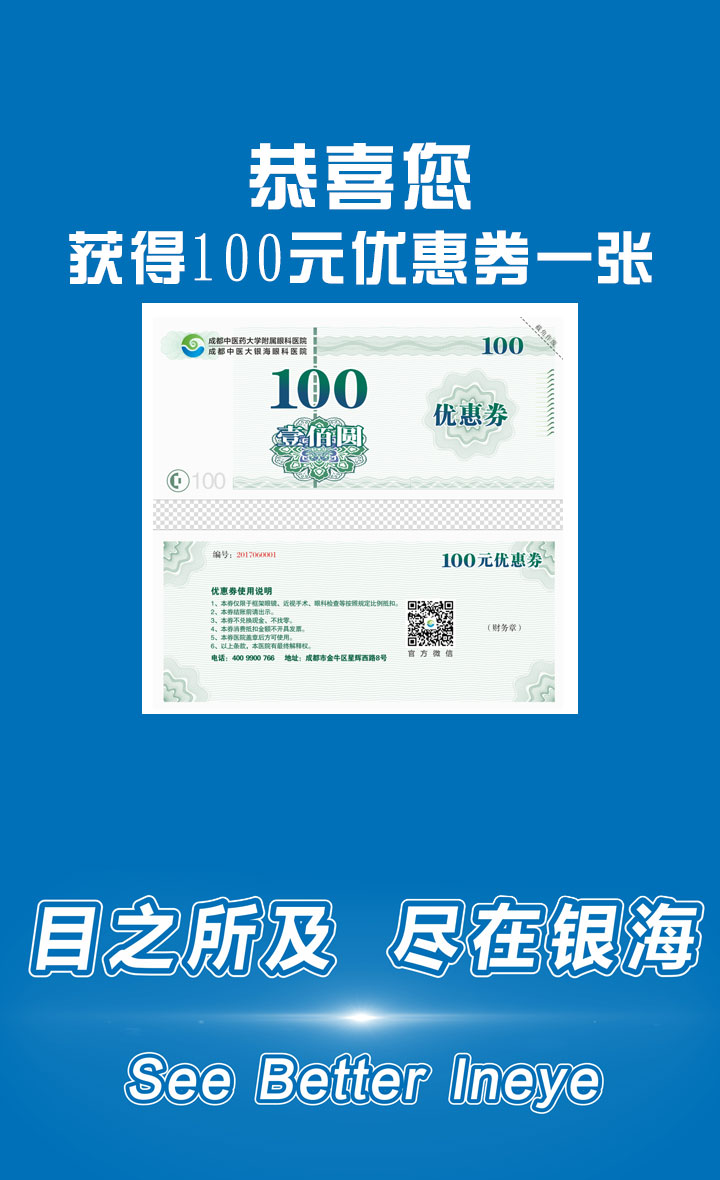 恭喜您
获得100元优惠券一张
成都中医药大学附属眼科医院
成都中医大银海眼科医院
100
100
壹佰圆
优惠券
100
编号：2017060001
100元优惠券
优惠券使用说明
1、本券仅限于框架眼镜、近视手术、眼科检查等按照规定比例抵扣。
2、本券结账前请出示。
3、本券不兑换现金、不找零。
4、本券消费抵扣金额不开具发票。
5、本券医院盖章后方可使用。
6、以上条款，本医院有最终解释权。
电话：400 9900 766 地址：成都市金牛区星辉西路8号
官方微信
（财务章）
目之所及 尽在银海
See Better Ineye